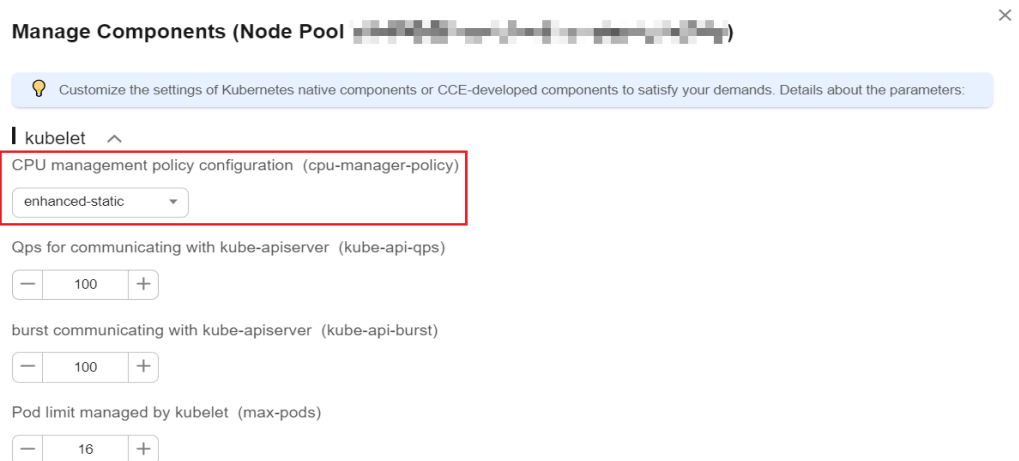 Manage Components (Node Pool )
Customize the settings of Kubernetes native components or CCE-developed components to satisfy your demands. Details about the parameters:
kubelet
CPU management policy configuration (cpu-manager-policy)
enhanced-static
Qps for communicating with kube-apiserver (kube-api-qps)
100
burst communicating with kube-apiserver (kube-api-burst)
100
Pod limit managed by kubelet (max-pods)
16